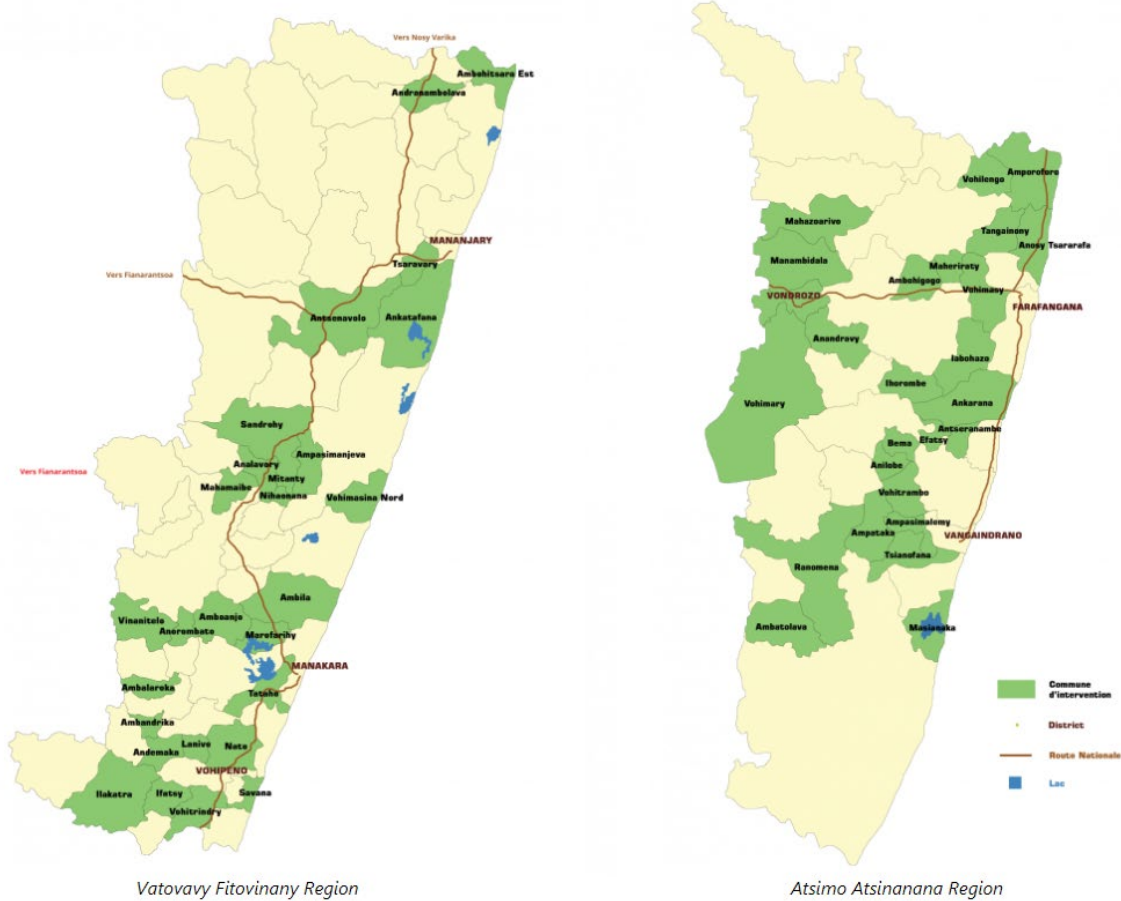 Vers Nosy Varika
Ambohitsara Est
Andranambolava
MANANJARY
Tsaravary
Vers Fianarantsoa
Antsenavolo
Ankatafana
Sandrohy
Ampasimanjeva
Analavory
Vers Fianarantsoa
Mitanty
Mahamaibe
Nihaonana
Vohimasina Nord
Ambila
Vinanitelo
Amboanjo
Anorombato
Marofarihy
MANAKARA
Ambalaroka
Tataho
Ambandrika
Lanivo
Nato
Andemaka
VOHIPENO
Ilakatra
Ifatsy
Savana
Vohitrindry
Vatovavy Fitovinany Region
Amporoforo
Vohilengo
Mahazoarivo
Tangainony
Anosy Tsararafa
Manambidala
Maheriraty
Ambohigogo
Vohimasy
VONDROZO
FARAFANGANA
Anandravy
Iabohazo
Ihorombe
Vohimary
Ankarana
Antseranambe
Bema
Efatsy
Anilobe
Vohitrambo
Ampasimalemy
Ampataka
VANGAINDRANO
Tsianofana
Ranomena
Ambatolava
Masianaka
Commune
d'intervention
District
Route Nationale
Lac
Atsimo Atsinanana Region